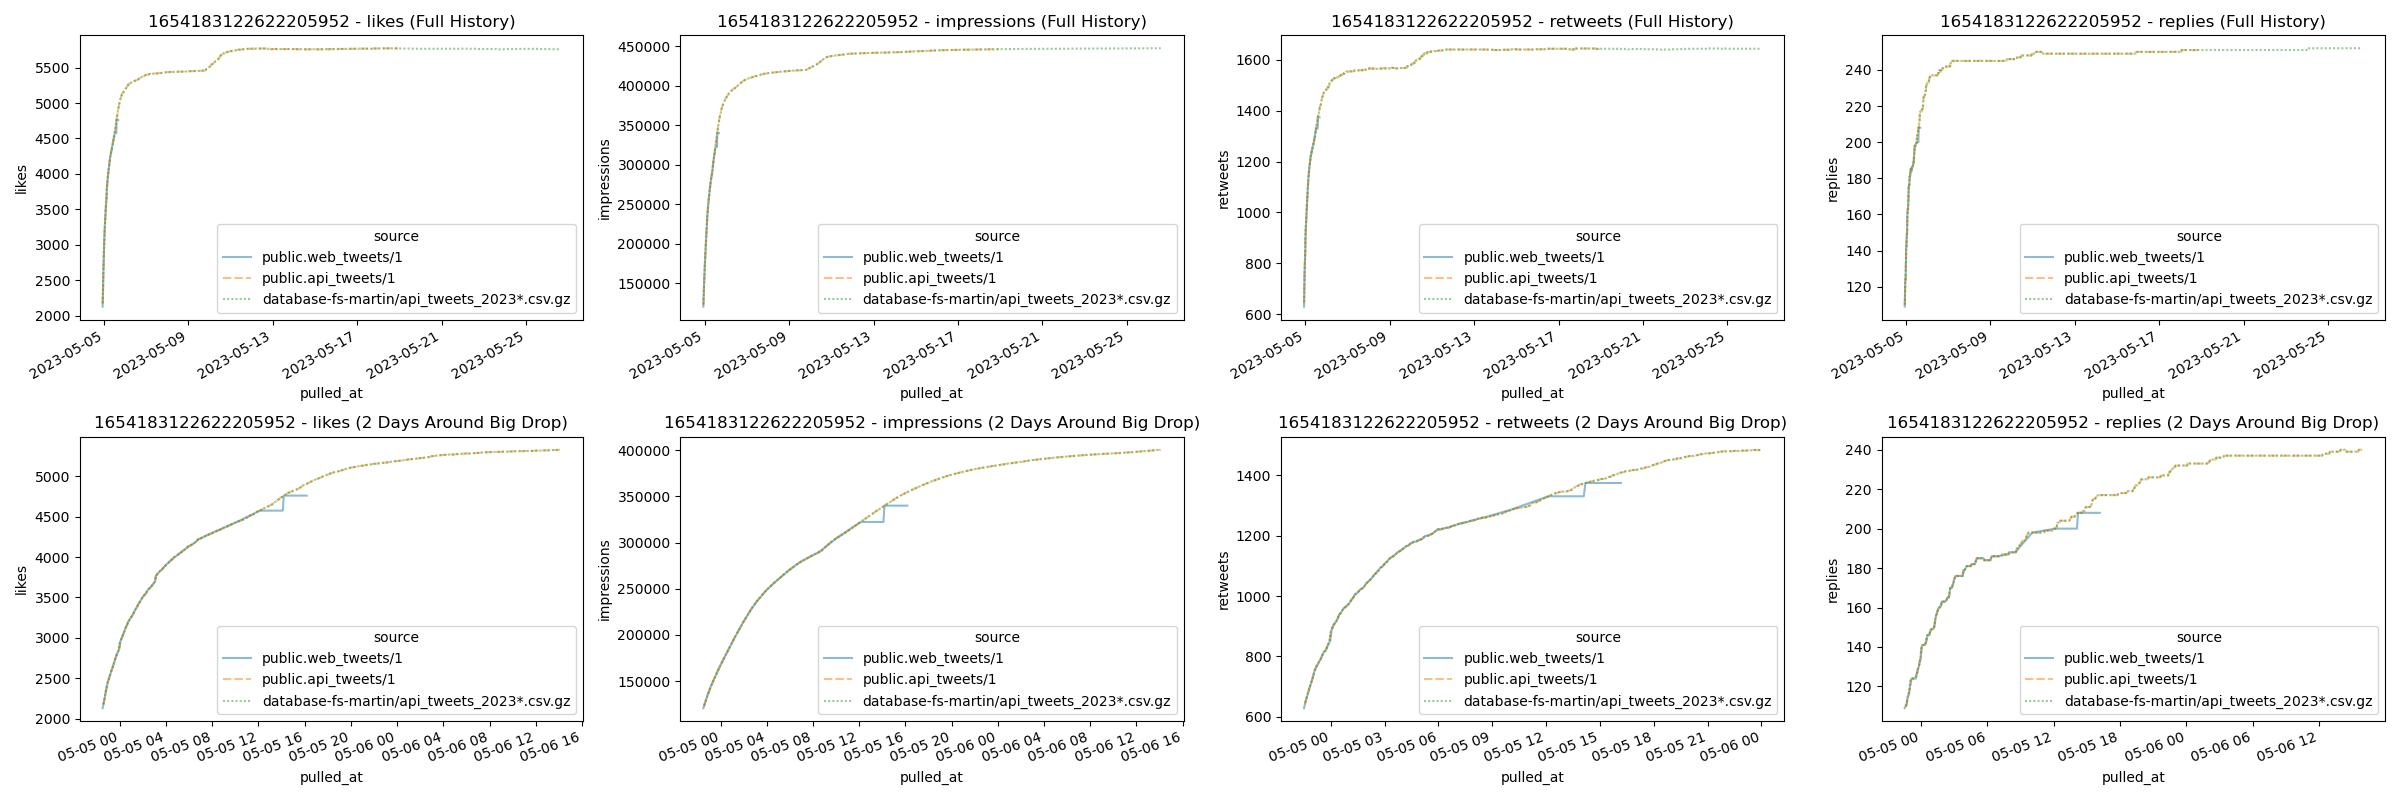 1654183122622205952 - likes (Full History)
likes
5500
5000
4500
4000
3500
3000
2500
2000
source
public.web_tweets/1
public.api_tweets/1
database-fs-martin/api_tweets_2023*.csv.gz
2023-05-05
2023-05-09
2023-05-13
2023-05-17
2023-05-21
2023-05-25
pulled_at
1654183122622205952 - impressions (Full History)
impressions
450000
400000
350000
300000
250000
200000
150000
source
public.web_tweets/1
public.api_tweets/1
database-fs-martin/api_tweets_2023*.csv.gz
2023-05-05
2023-05-09
2023-05-13
2023-05-17
2023-05-21
2023-05-25
pulled_at
1654183122622205952 - retweets (Full History)
retweets
1600
1400
1200
1000
800
600
source
public.web_tweets/1
public.api_tweets/1
database-fs-martin/api_tweets_2023*.csv.gz
2023-05-05
2023-05-09
2023-05-13
2023-05-17
2023-05-21
2023-05-25
pulled_at
1654183122622205952 - replies (Full History)
replies
240
220
200
180
160
140
120
source
public.web_tweets/1
public.api_tweets/1
database-fs-martin/api_tweets_2023*.csv.gz
2023-05-05
2023-05-09
2023-05-13
2023-05-17
2023-05-21
2023-05-25
pulled_at
1654183122622205952 - likes (2 Days Around Big Drop)
likes
5000
4500
4000
3500
3000
2500
2000
source
public.web_tweets/1
public.api_tweets/1
database-fs-martin/api_tweets_2023*.csv.gz
05-05 00
05-05 04
05-05 08
05-05 12
05-05 16
05-05 20
05-06 00
05-06 04
05-06 08
05-06 12
05-06 16
pulled_at
1654183122622205952 - impressions (2 Days Around Big Drop)
impressions
400000
350000
300000
250000
200000
150000
source
public.web_tweets/1
public.api_tweets/1
database-fs-martin/api_tweets_2023*.csv.gz
05-05 00
05-05 04
05-05 08
05-05 12
05-05 16
05-05 20
05-06 00
05-06 04
05-06 08
05-06 12
05-06 16
pulled_at
1654183122622205952 - retweets (2 Days Around Big Drop)
retweets
1400
1200
1000
800
600
source
public.web_tweets/1
public.api_tweets/1
database-fs-martin/api_tweets_2023*.csv.gz
05-05 00
05-05 03
05-05 06
05-05 09
05-05 12
05-05 15
05-05 18
05-05 21
05-06 00
pulled_at
1654183122622205952 - replies (2 Days Around Big Drop)
replies
240
220
200
180
160
140
120
source
public.web_tweets/1
public.api_tweets/1
database-fs-martin/api_tweets_2023*.csv.gz
05-05 00
05-05 06
05-05 12
05-05 18
05-06 00
05-06 06
05-06 12
pulled_at